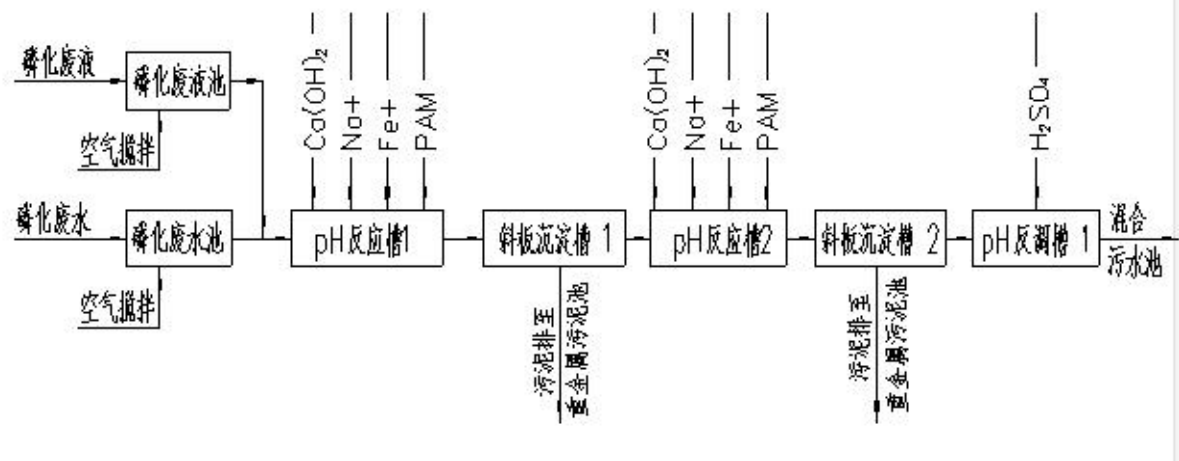 磷化废液
磷化废液池
空气搅拌
磷化废水
磷化废水池
空气搅拌
Ca(OH)₂
Na+
Fe+
PAM
pH反应槽1
斜板沉淀槽 1
污泥排至
重金属污泥池
Ca(OH)₂
Na+
Fe+
PAM
pH反应槽2
斜板沉淀槽 2
污泥排至
重金属污泥池
H₂SO₄
pH反调槽 1
混合
污水池